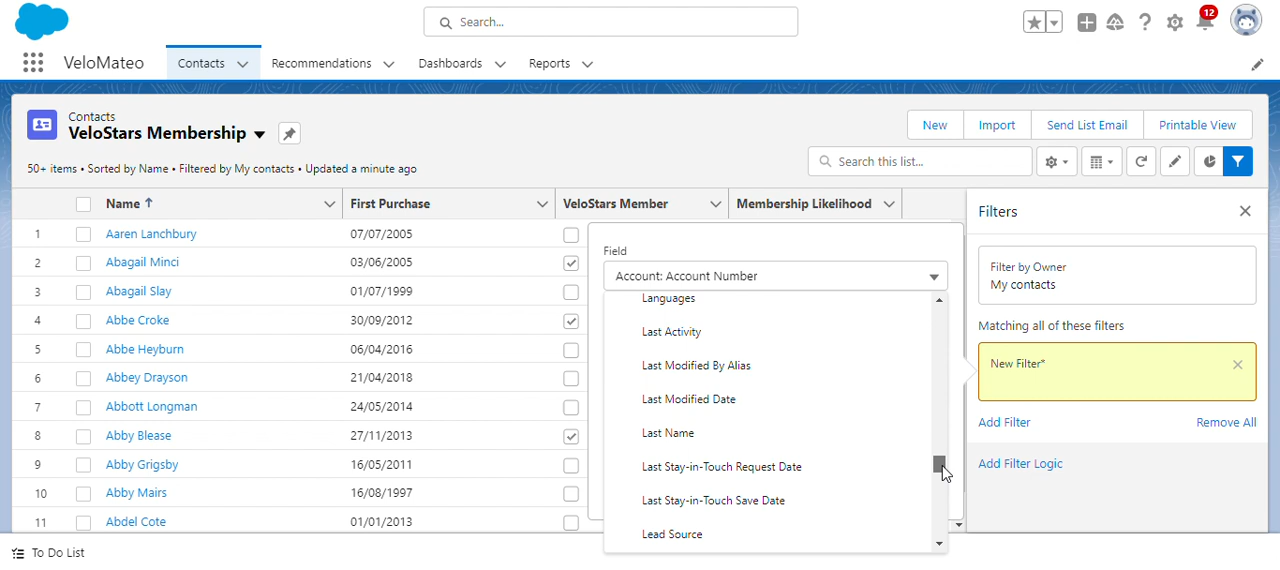 Search...
12
VeloMateo
Contacts
Recommendations
Dashboards
Reports
Contacts
VeloStars Membership
New
Import
Send List Email
Printable View
50+ items • Sorted by Name • Filtered by My contacts • Updated a minute ago
Search this list...
Name
First Purchase
VeloStars Member
Membership Likelihood
1 Aaren Lanchbury 07/07/2005
2 Abagail Minci 03/06/2005
3 Abagail Slay 01/07/1999
4 Abbe Croke 30/09/2012
5 Abbe Heyburn 06/04/2016
6 Abbey Drayson 21/04/2018
7 Abbott Longman 24/05/2014
8 Abby Blease 27/11/2013
9 Abby Grigsby 16/05/2011
10 Abby Mairs 16/08/1997
11 Abdel Cote 01/01/2013
Field
Account: Account Number
Languages
Last Activity
Last Modified By Alias
Last Modified Date
Last Name
Last Stay-in-Touch Request Date
Last Stay-in-Touch Save Date
Lead Source
Filters
Filter by Owner
My contacts
Matching all of these filters
New Filter*
Add Filter
Remove All
Add Filter Logic
To Do List